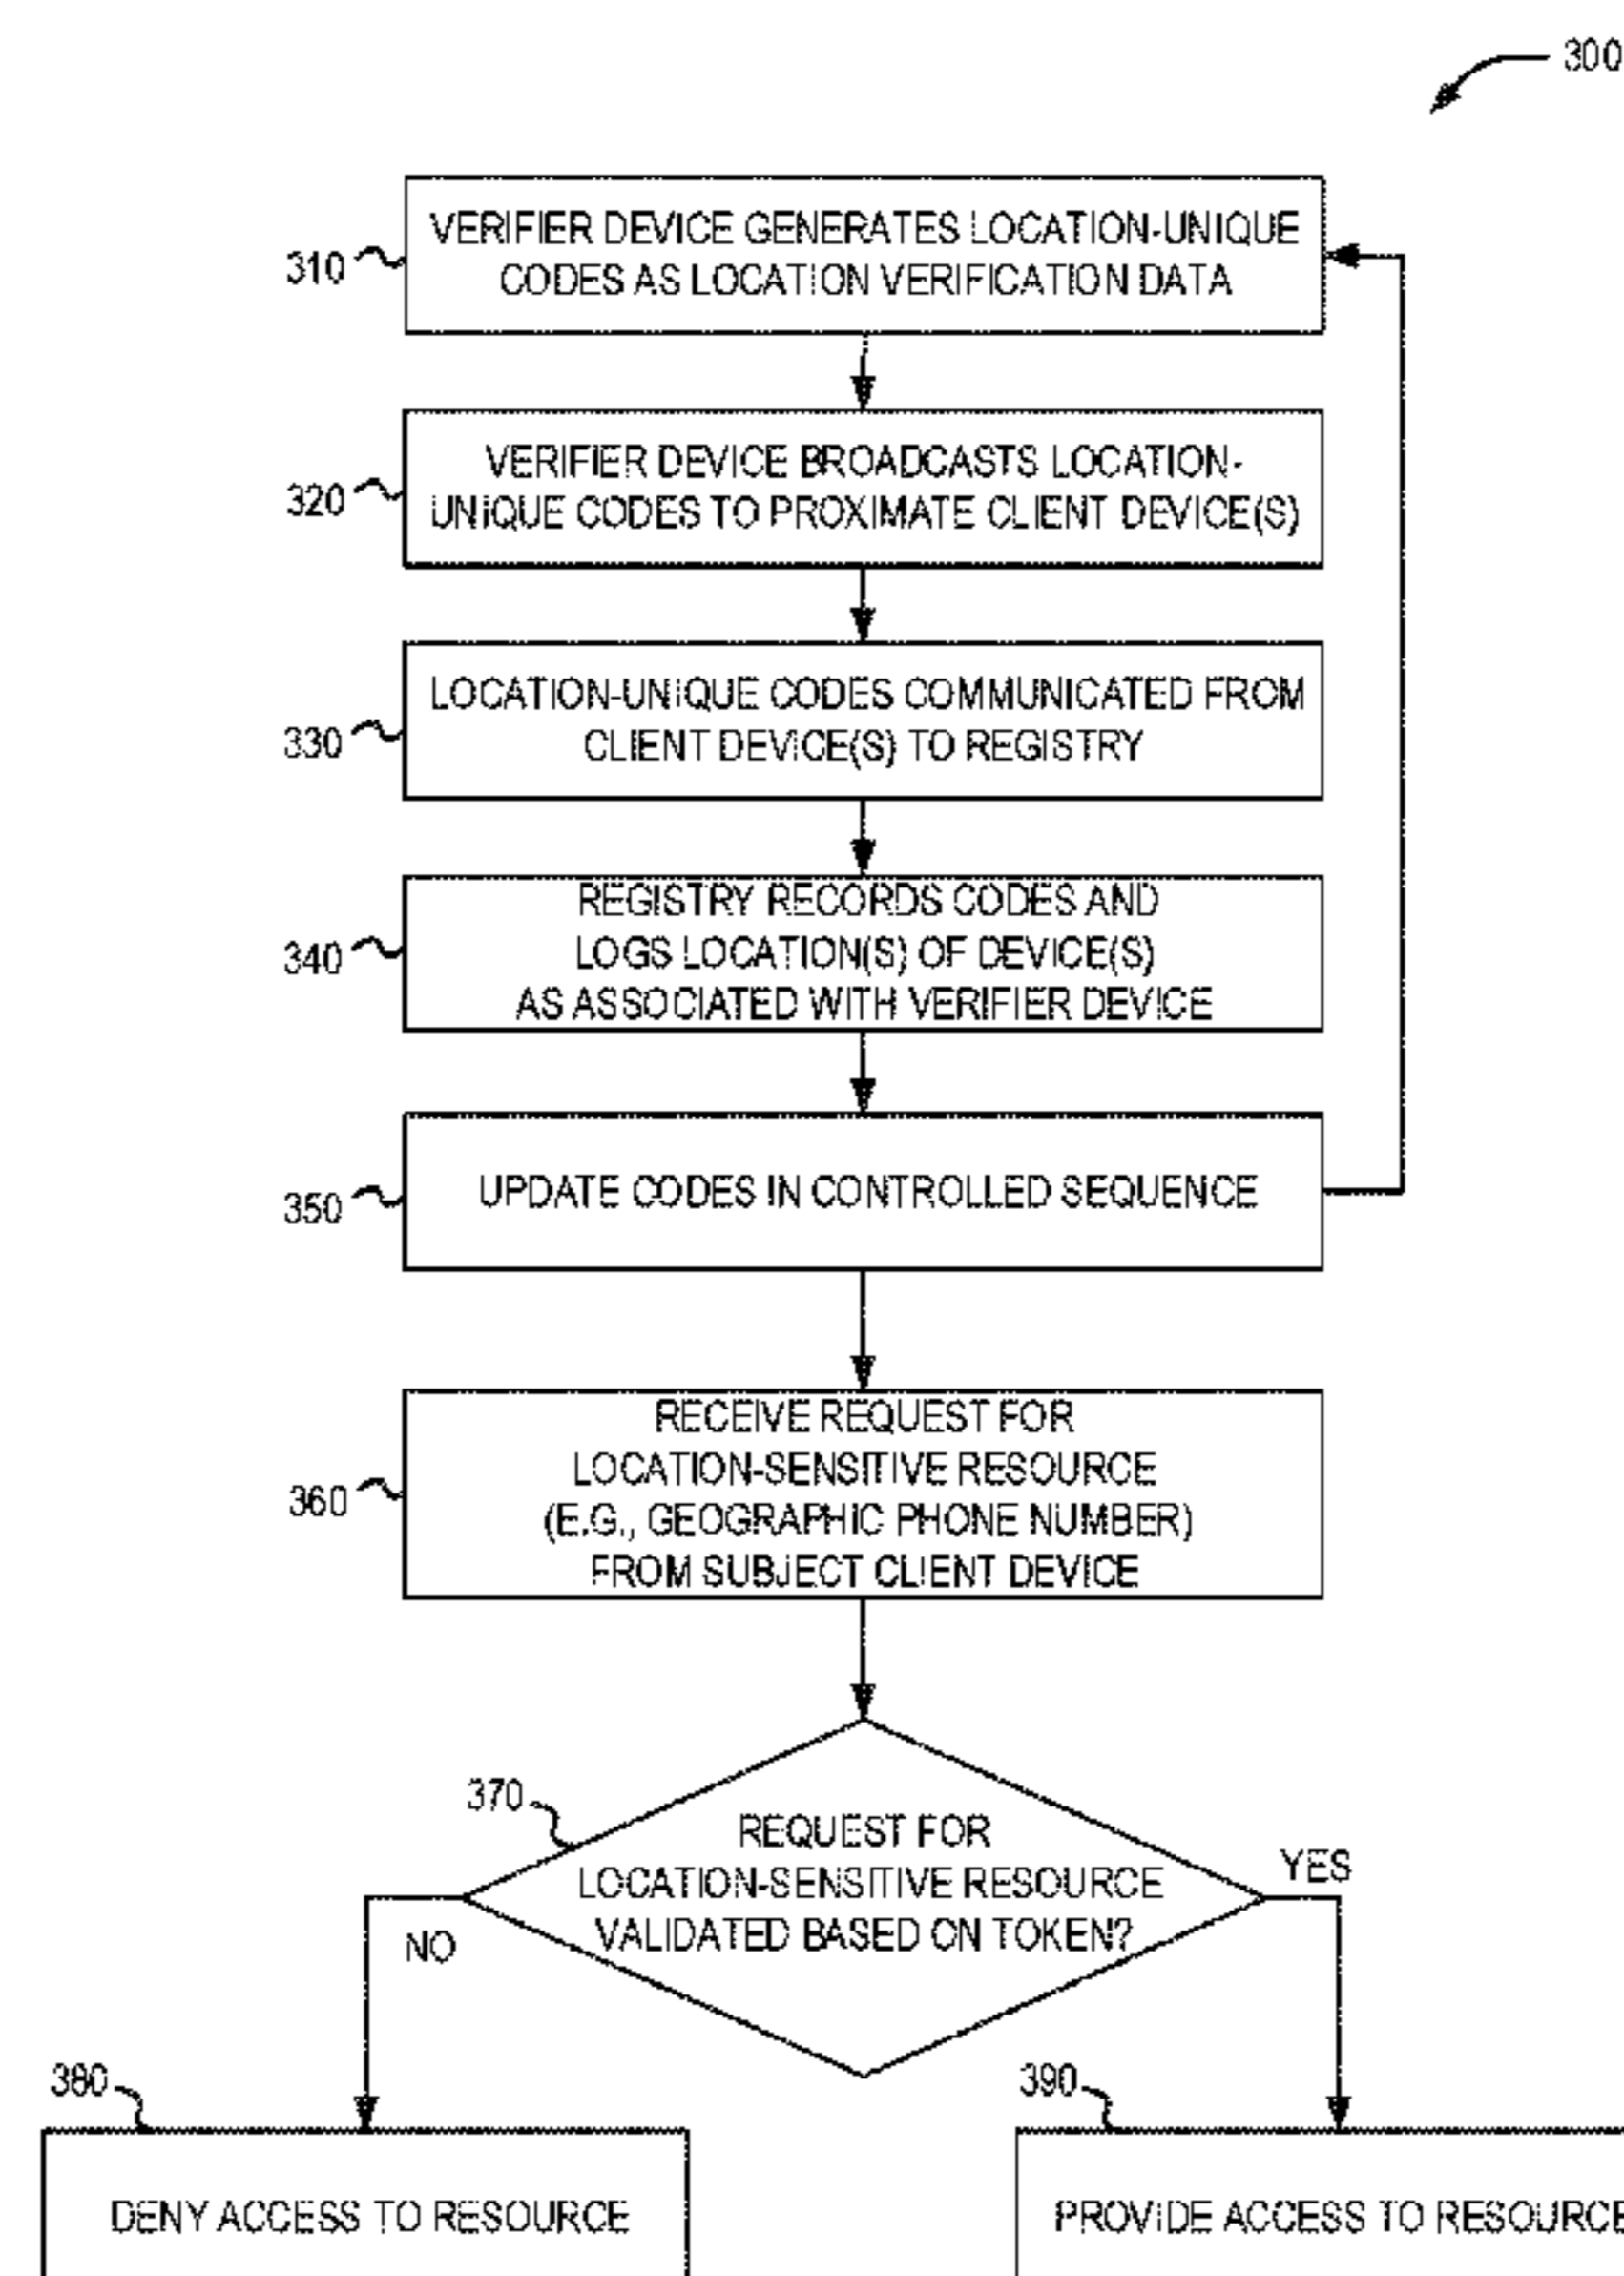 300
310
VERIFIER DEVICE GENERATES LOCATION-UNIQUE
CODES AS LOCATION VERIFICATION DATA
320
VERIFIER DEVICE BROADCASTS LOCATION-
UNIQUE CODES TO PROXIMATE CLIENT DEVICE(S)
330
LOCATION-UNIQUE CODES COMMUNICATED FROM
CLIENT DEVICE(S) TO REGISTRY
340
REGISTRY RECORDS CODES AND
LOGS LOCATION(S) OF DEVICE(S)
AS ASSOCIATED WITH VERIFIER DEVICE
350
UPDATE CODES IN CONTROLLED SEQUENCE
360
RECEIVE REQUEST FOR
LOCATION-SENSITIVE RESOURCE
(E.G., GEOGRAPHIC PHONE NUMBER)
FROM SUBJECT CLIENT DEVICE
370
REQUEST FOR
LOCATION-SENSITIVE RESOURCE
VALIDATED BASED ON TOKEN?
YES
NO
380
DENY ACCESS TO RESOURCE
390
PROVIDE ACCESS TO RESOURCE